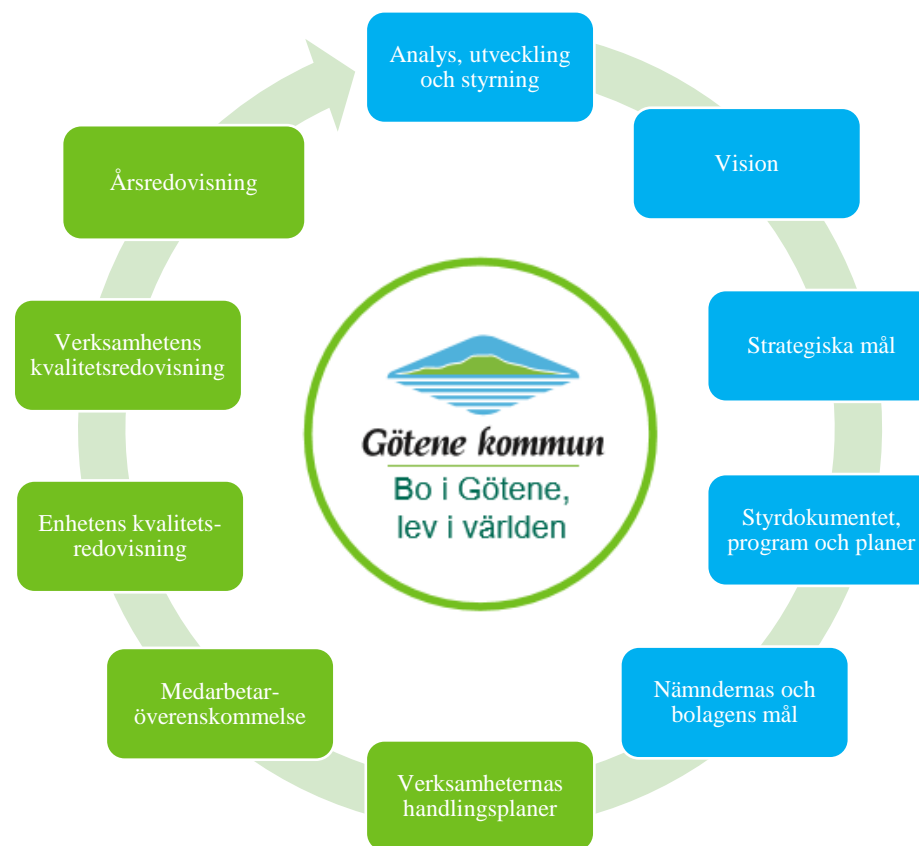 Analys, utveckling
och styrning
Vision
Strategiska mål
Styrdokumentet,
program och planer
Nämndernas och
bolagens mål
Verksamheternas
handlingsplaner
Medarbetar-
överenskommelse
Enhetens kvalitets-
redovisning
Verksamhetens
kvalitetsredovisning
Årsredovisning
Götene kommun
Bo i Götene,
lev i världen